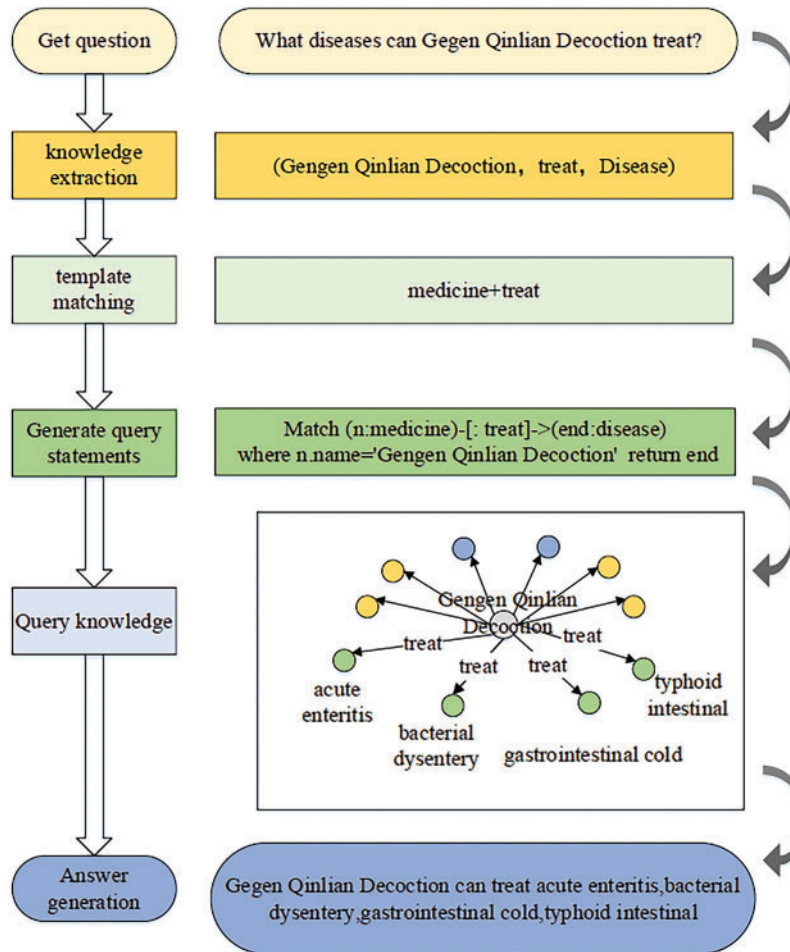 Get question
What diseases can Gegen Qinlian Decoction treat?
knowledge
extraction
(Gengen Qinlian Decoction，treat，Disease)
template
matching
medicine+treat
Generate query
statements
Match (n:medicine)-[: treat]->(end:disease)
where n.name='Gengen Qinlian Decoction' return end
Query knowledge
Gengen Qinlian
Decoction
treat
treat
treat
treat
acute
enteritis
bacterial
dysentery
gastrointestinal cold
typhoid
intestinal
Answer
generation
Gegen Qinlian Decoction can treat acute enteritis,bacterial
dysentery,gastrointestinal cold,typhoid intestinal